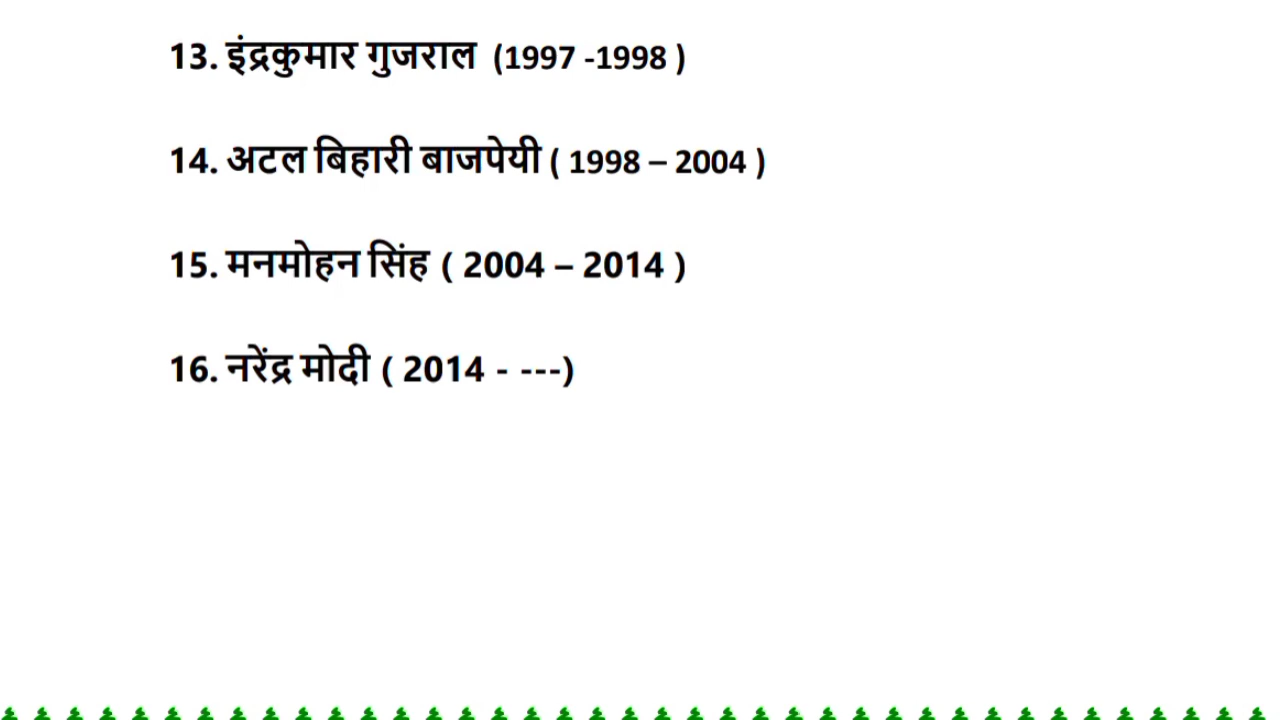 13. इंद्रकुमार गुजराल (1997 -1998 )
14. अटल बिहारी बाजपेयी ( 1998 – 2004 )
15. मनमोहन सिंह ( 2004 – 2014 )
16. नरेंद्र मोदी ( 2014 - ---)